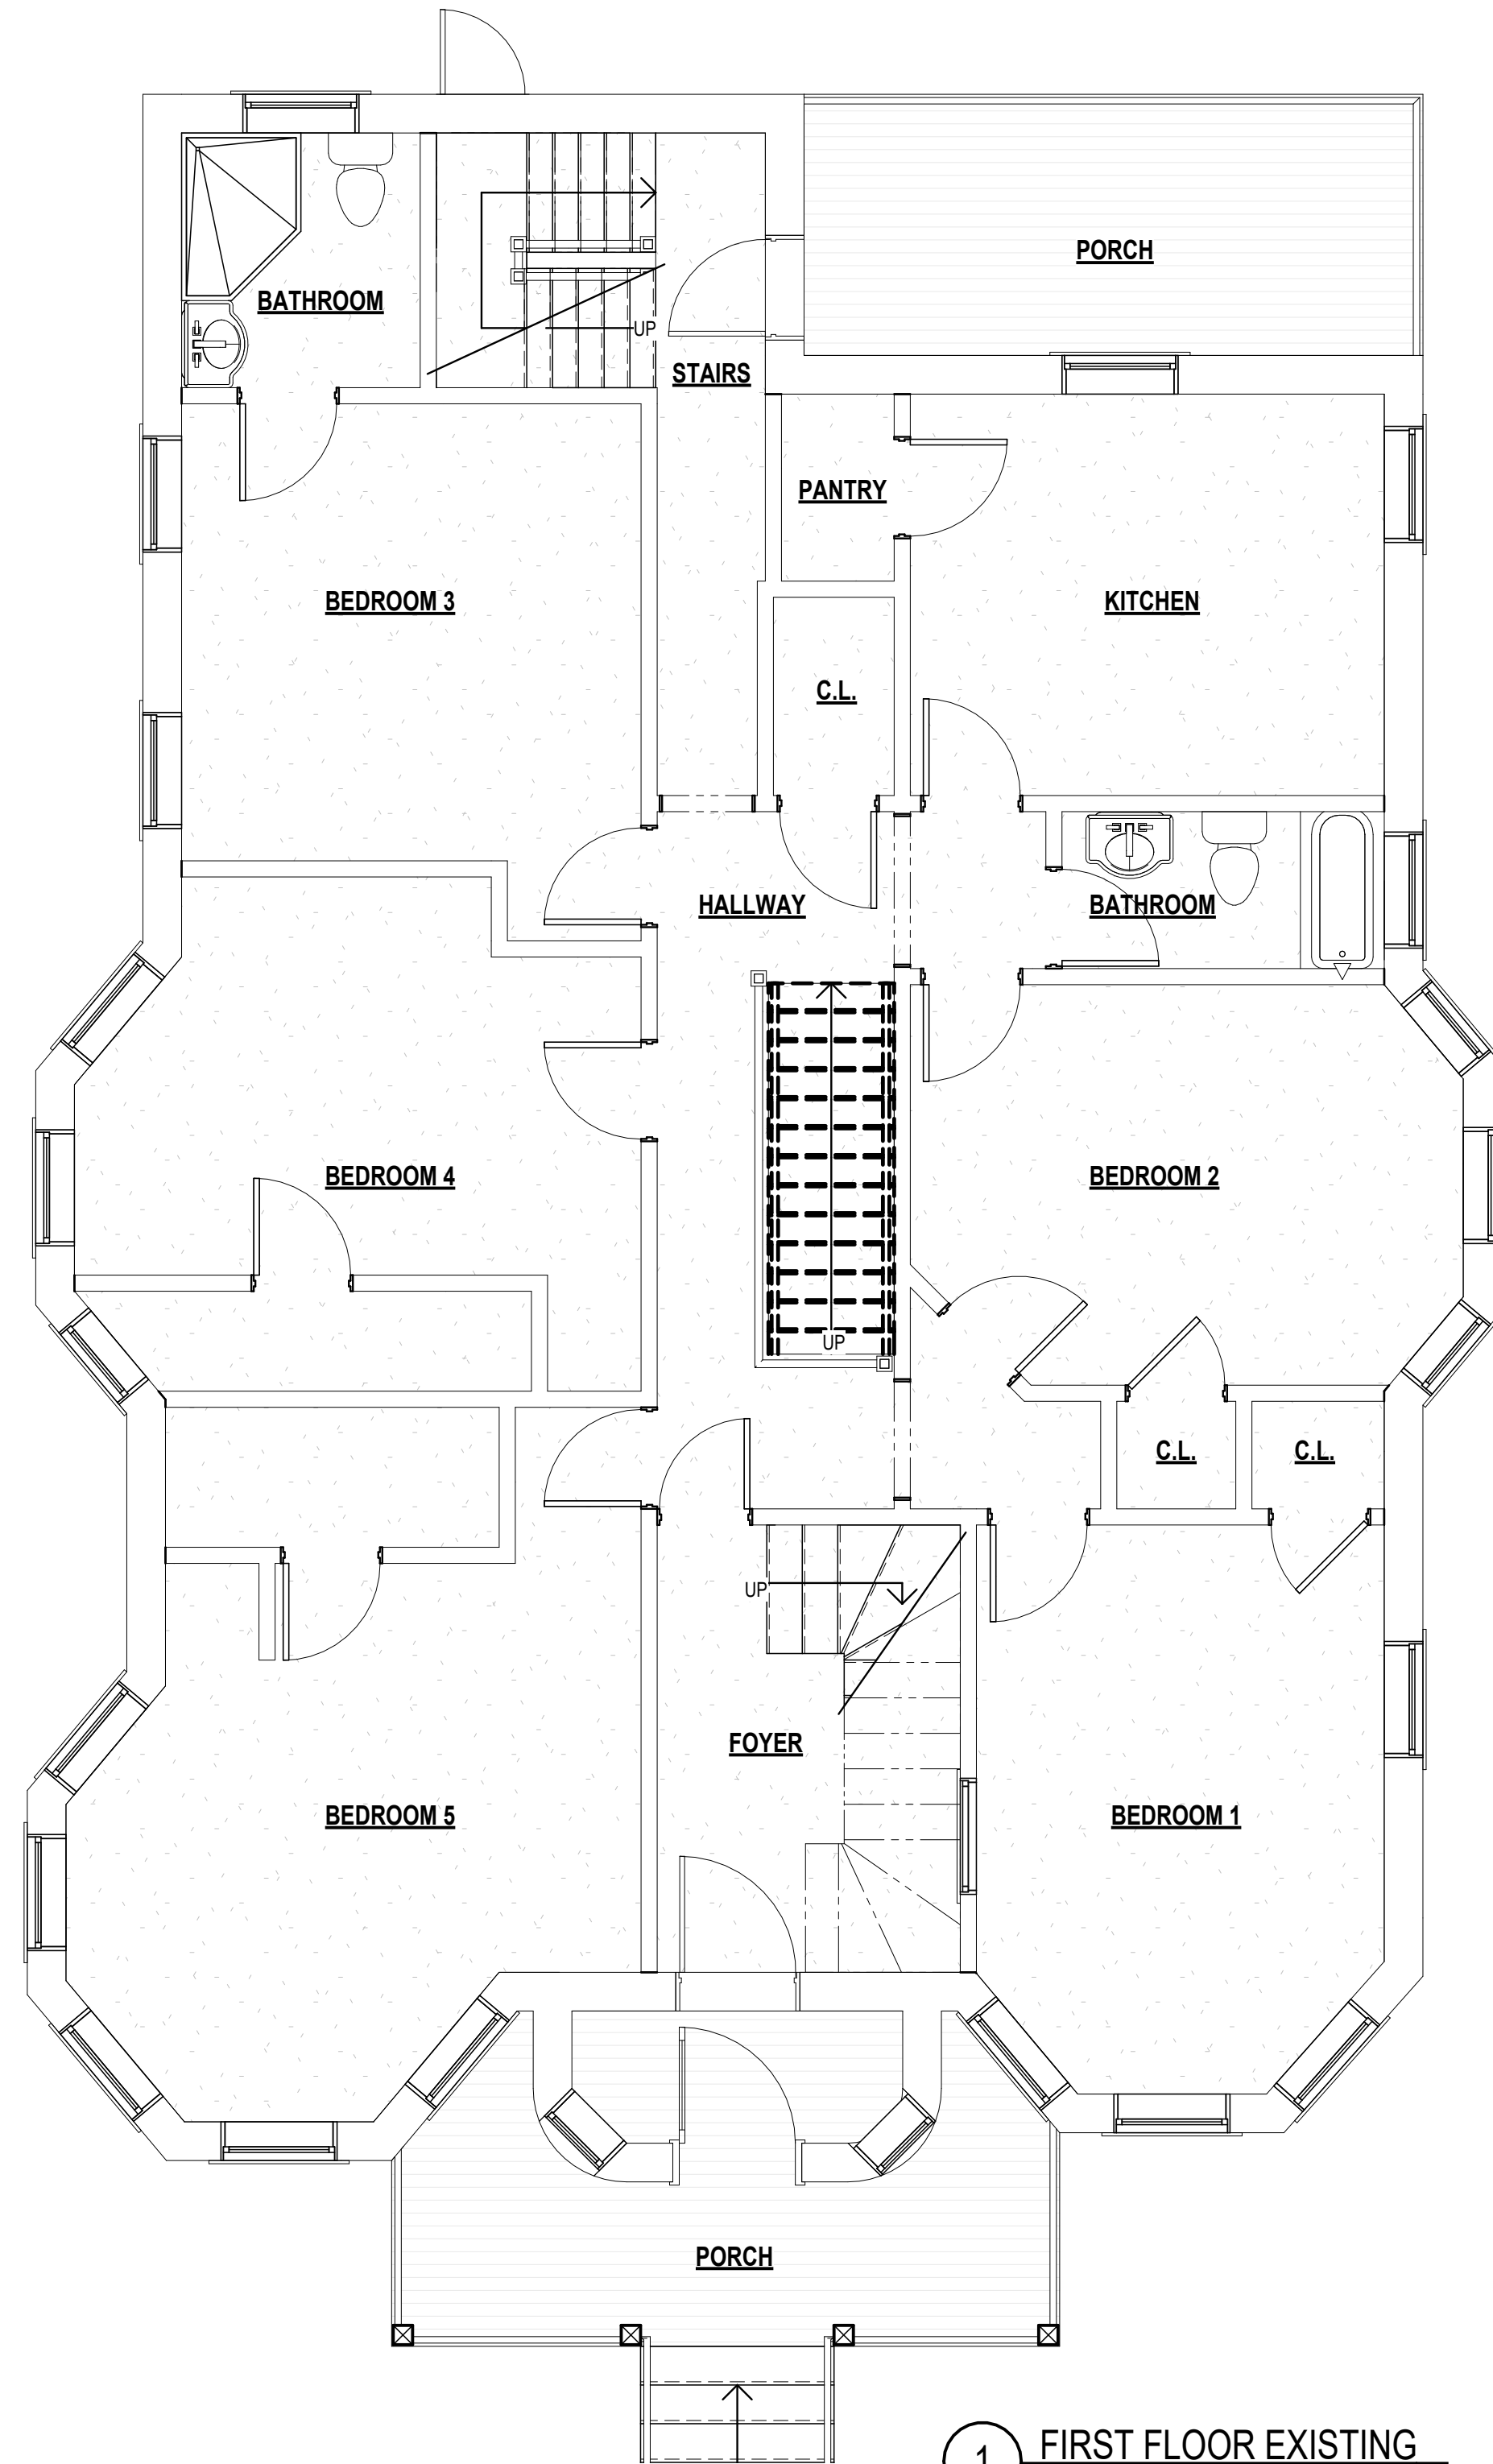 PORCH
BATHROOM
UP
STAIRS
PANTRY
BEDROOM 3
KITCHEN
C.L.
HALLWAY
BATHROOM
BEDROOM 4
BEDROOM 2
UP
C.L.
C.L.
UP
FOYER
BEDROOM 5
BEDROOM 1
PORCH
1
FIRST FLOOR EXISTING